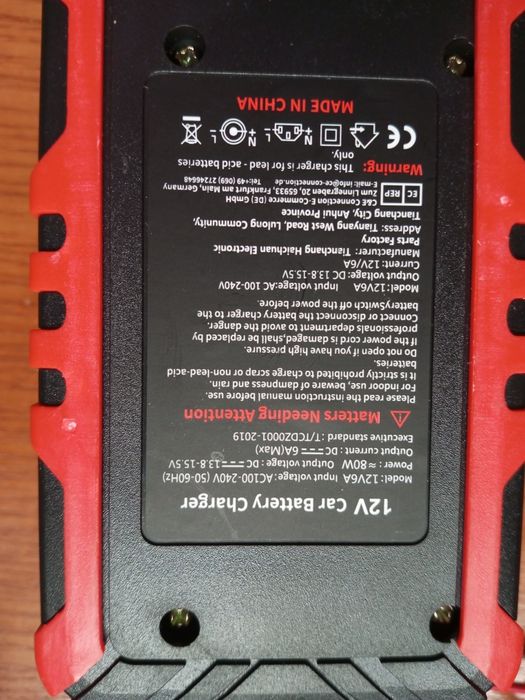 12V Car Battery Charger
Model: 12V6A Input voltage: AC100-240V (50-60Hz)
Power: ≈ 80W Output voltage: DC ⎓ 13.8-15.5V
Output current: DC ⎓ 6A(Max)
Executive standard: T/TCDZ0001-2019
Matters Needing Attention
Please read the instruction manual before use.
For indoor use, beware of dampness and rain.
It is strictly prohibited to charge scrap or non-lead-acid
batteries.
Do not open if you have high pressure.
If the power cord is damaged,shall be replaced by
professionals department to avoid the danger.
Connect or disconnect the battery charger to the
battery switch off the power before.
Model: 12V6A Input voltage:AC:100-240V
Output voltage: DC:13.8-15.5V
Current: 12V/6A
Manufacturer: Tianchang Haichuan Electronic
Parts Factory
Address: Tianyang West Road, Lulong Community,
Tianchang City, Anhui Province
EC REP
C&E Connection E-Commerce (DE) GmbH
Zum Linnegraben 20, 65933, Frankfurt am Main, Germany
E-mail: info@ce-connection.de Tel:+49 (069) 27246648
Warning: This charger is for lead - acid batteries
only.
CE N L N L
MADE IN CHINA